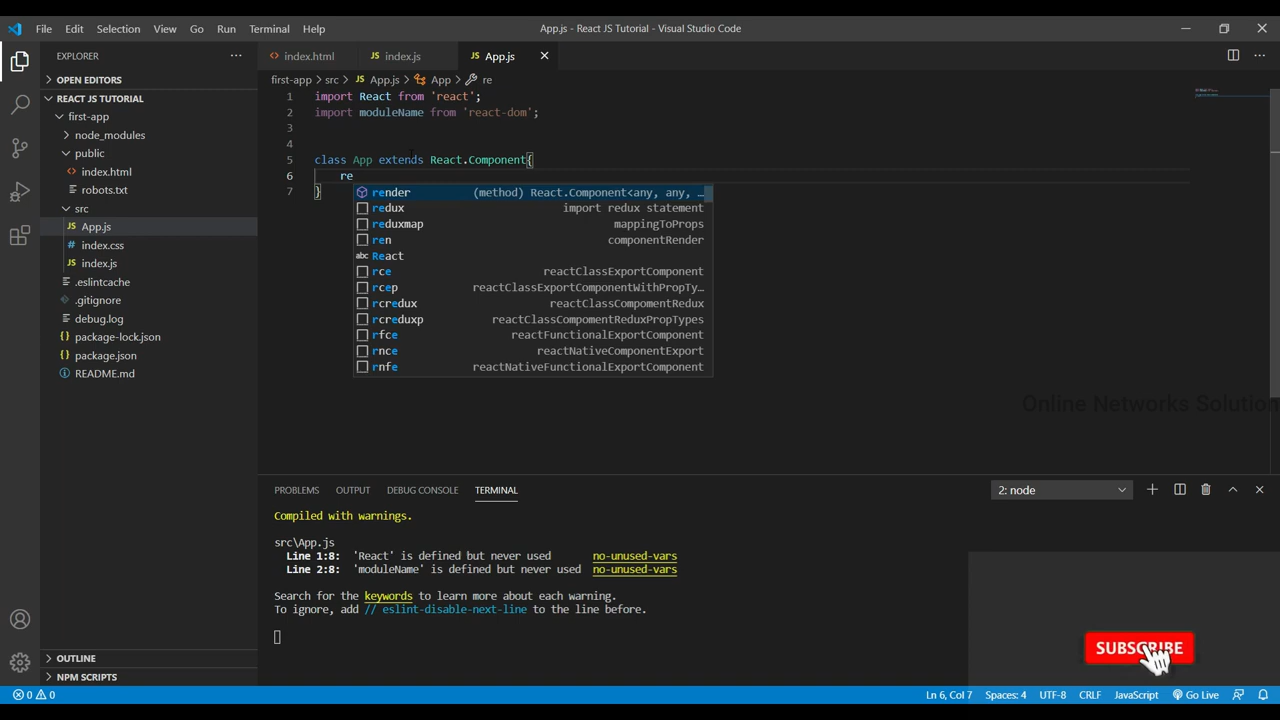 File Edit Selection View Go Run Terminal Help App.js - React JS Tutorial - Visual Studio Code
EXPLORER
index.html
JS index.js
JS App.js
OPEN EDITORS
REACT JS TUTORIAL
first-app
node_modules
public
index.html
robots.txt
src
JS App.js
# index.css
JS index.js
.eslintcache
.gitignore
debug.log
{} package-lock.json
{} package.json
README.md
OUTLINE
NPM SCRIPTS
first-app > src > JS App.js > App > re
1 import React from 'react';
2 import moduleName from 'react-dom';
3
4
5 class App extends React.Component{
6 re
7 }
render (method) React.Component<any, any, …
redux import redux statement
reduxmap mappingToProps
ren componentRender
abc React
rce reactClassExportComponent
rcep reactClassExportComponentWithPropTy…
rcredux reactClassCompomentRedux
rcreduxp reactClassCompomentReduxPropTypes
rfce reactFunctionalExportComponent
rnce reactNativeComponentExport
rnfe reactNativeFunctionalExportComponent
Online Networks Solution
PROBLEMS OUTPUT DEBUG CONSOLE TERMINAL 2: node
Compiled with warnings.
src\App.js
Line 1:8: 'React' is defined but never used no-unused-vars
Line 2:8: 'moduleName' is defined but never used no-unused-vars
Search for the keywords to learn more about each warning.
To ignore, add // eslint-disable-next-line to the line before.
SUBSCRIBE
0 0 Ln 6, Col 7 Spaces: 4 UTF-8 CRLF JavaScript Go Live